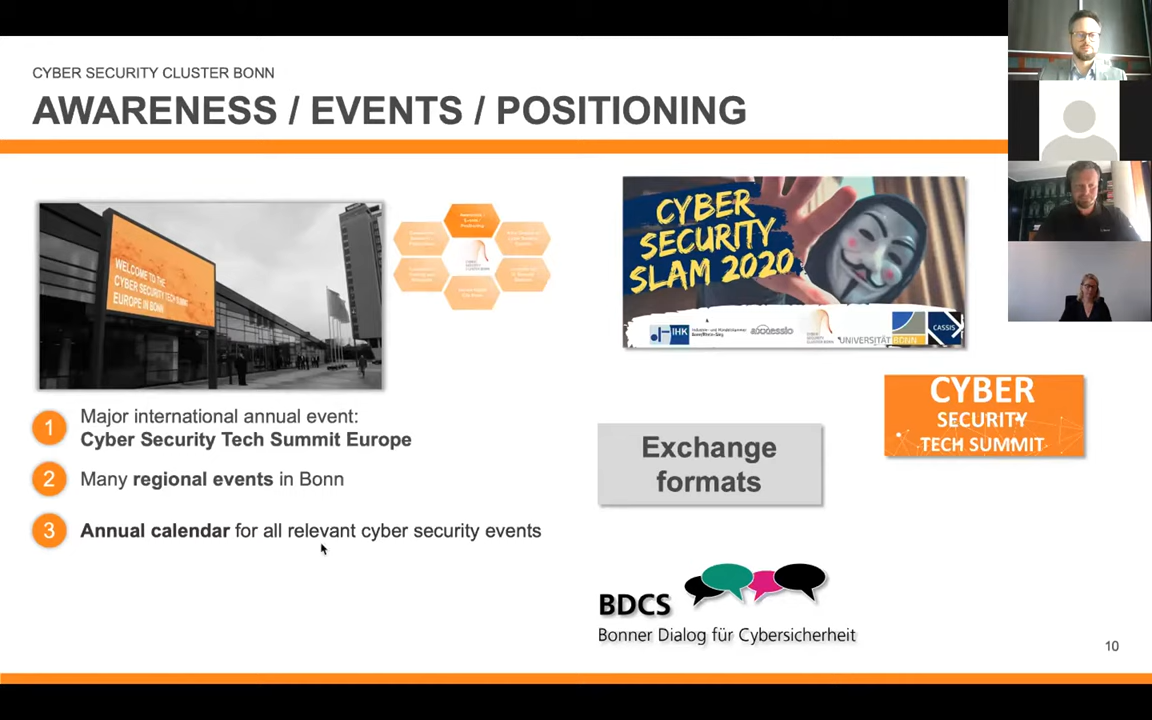 CYBER SECURITY CLUSTER BONN
AWARENESS / EVENTS / POSITIONING
WELCOME TO THE
CYBER SECURITY TECH SUMMIT
EUROPE IN BONN
CYBER
SECURITY
SLAM 2020
IHK
UNIVERSITÄT
BONN
CASSIS
1 Major international annual event:
Cyber Security Tech Summit Europe
2 Many regional events in Bonn
3 Annual calendar for all relevant cyber security events
CYBER
SECURITY
TECH SUMMIT
Exchange
formats
BDCS
Bonner Dialog für Cybersicherheit
10